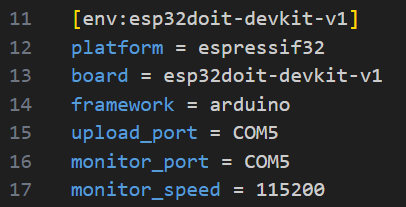 11 [env:esp32doit-devkit-v1]
12 platform = espressif32
13 board = esp32doit-devkit-v1
14 framework = arduino
15 upload_port = COM5
16 monitor_port = COM5
17 monitor_speed = 115200